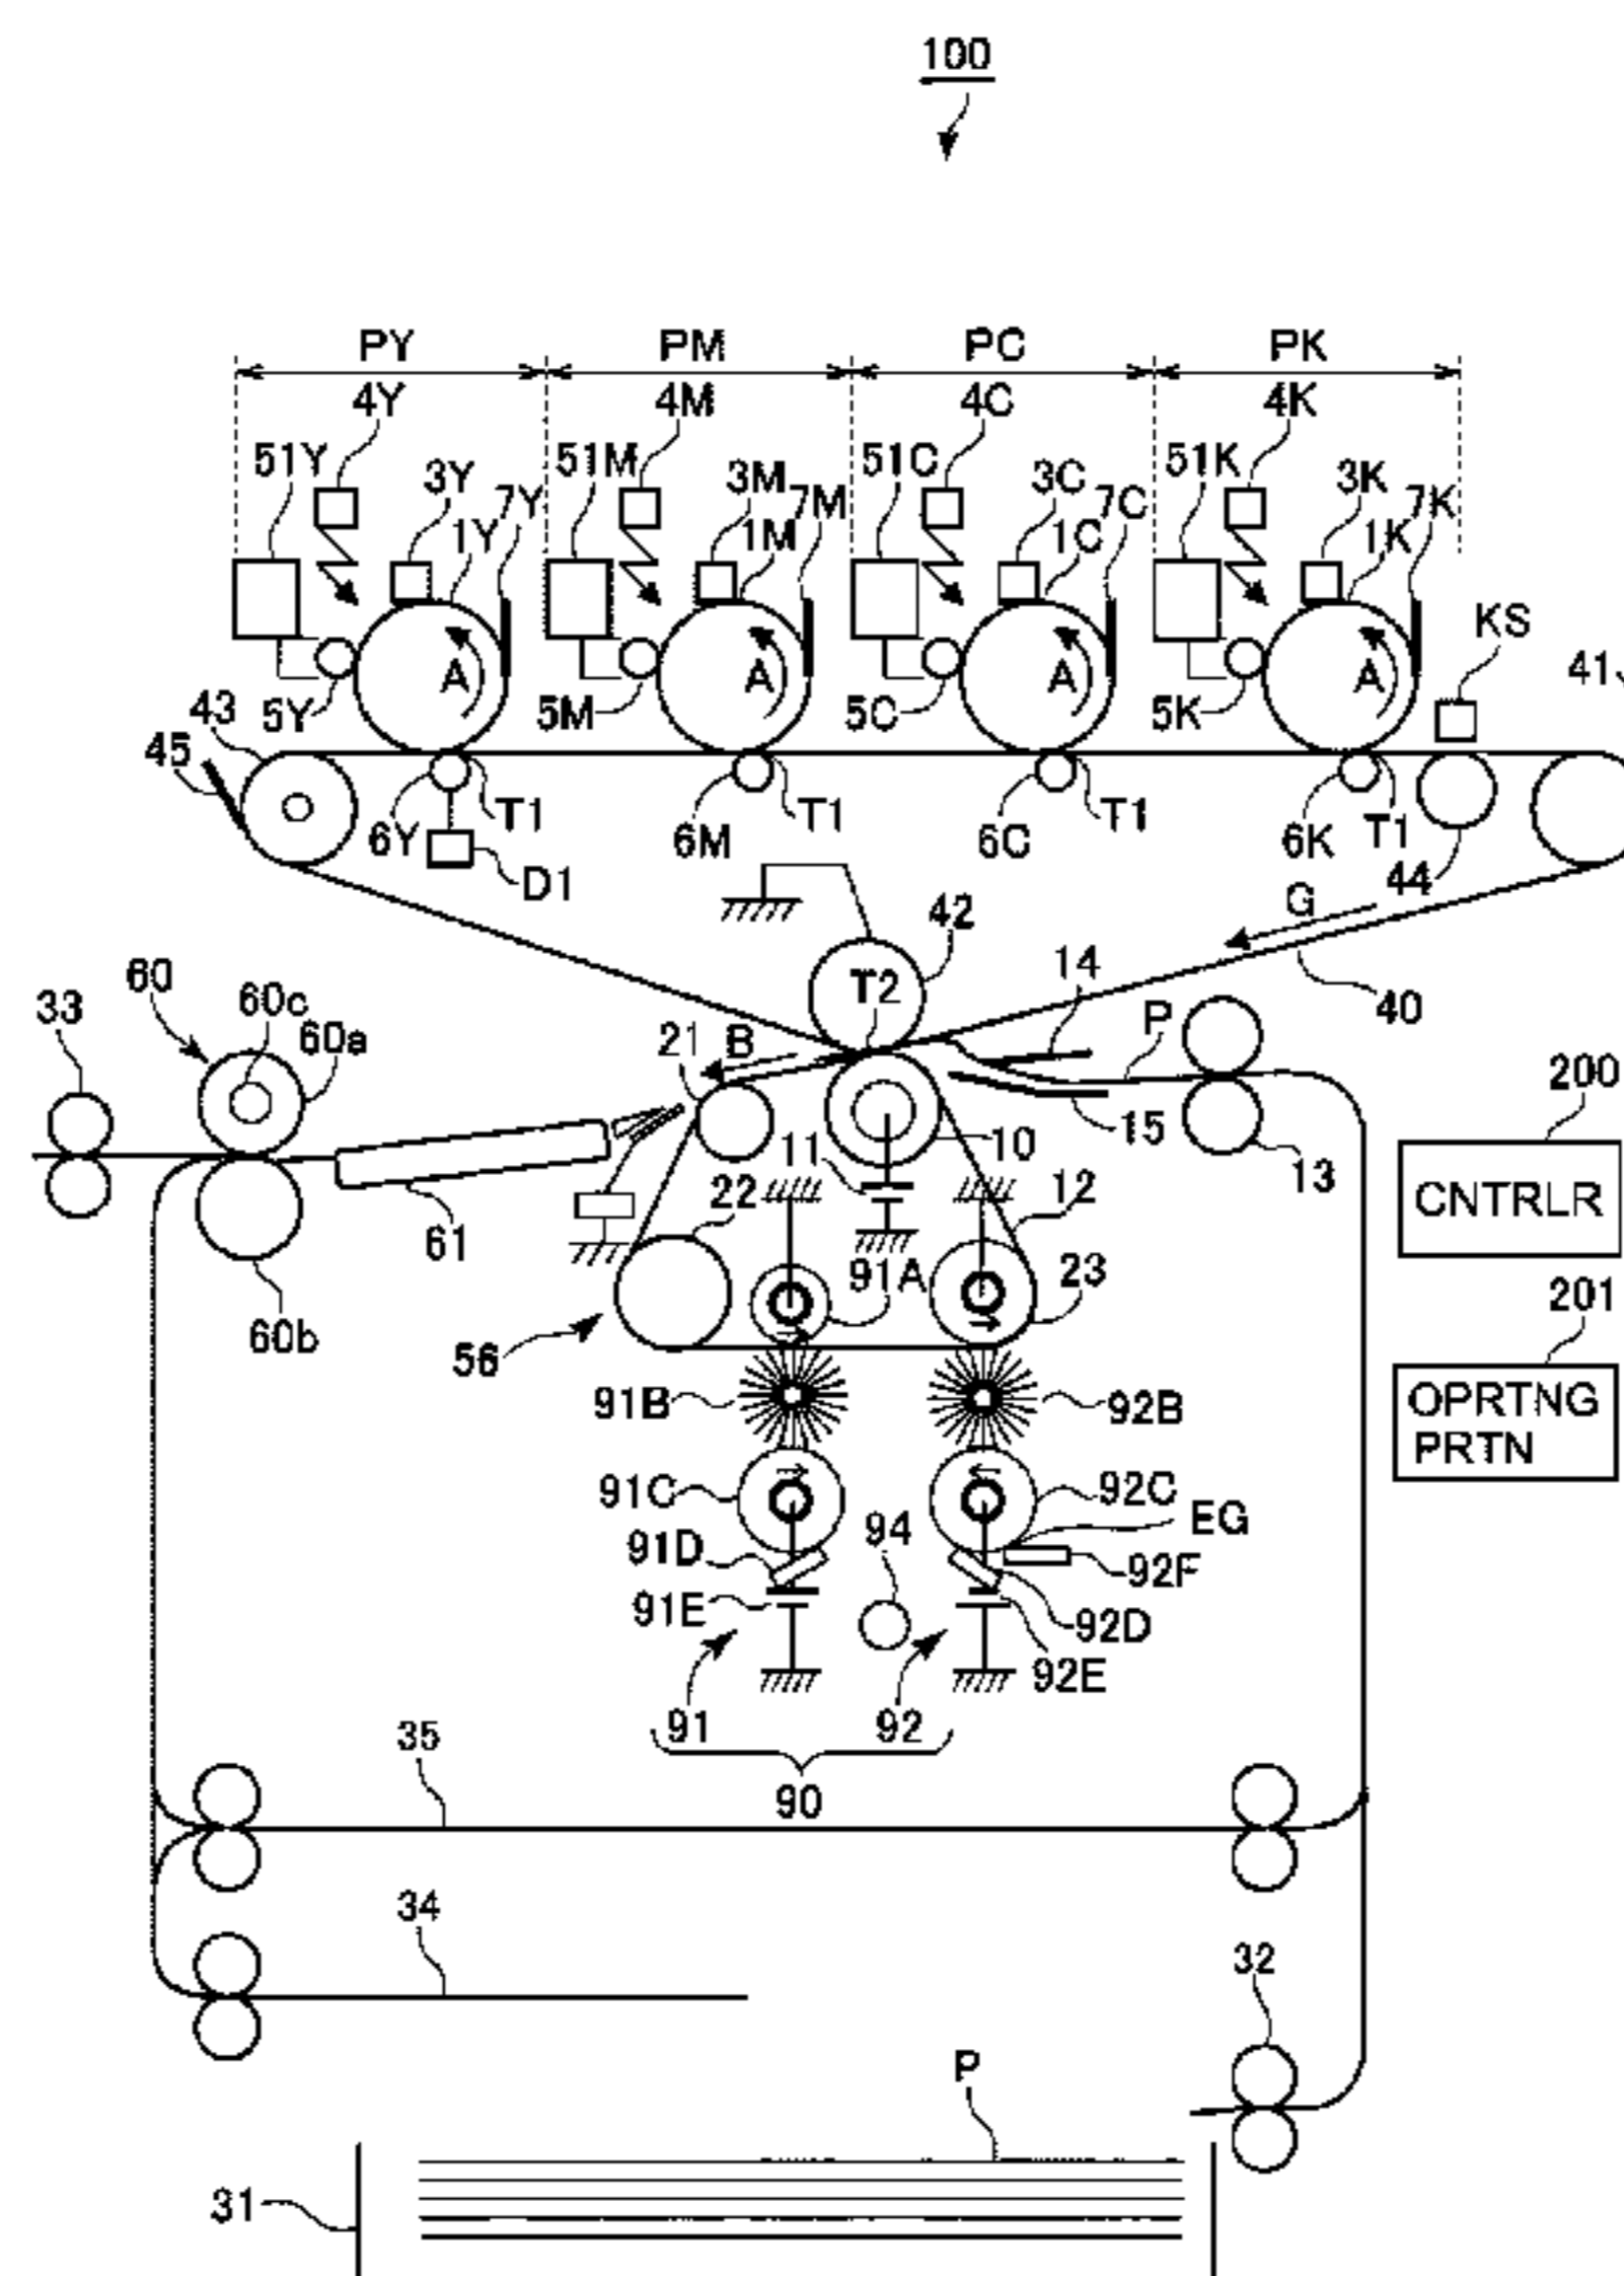 100
PY PM PC PK
4Y 4M 4C 4K
51Y 3Y 7Y 51M 3M 7M 51C 3C 7C 51K 3K 7K
1Y 1M 1C 1K
KS
41
A A A A
43 5Y 5M 5C 5K
45
6Y T1 6M T1 6C T1 6K T1
44
D1
G
42
14
T2
40
60 60c
33 60a
21 B P
200
15
10
11 13
CNTRLR
22 12
61
91A 23
201
60b
56
91B 92B
OPRTNG
PRTN
91C 92C
94 EG
91D 92F
91E 92D
92E
91 92
35
90
34
32
P
31